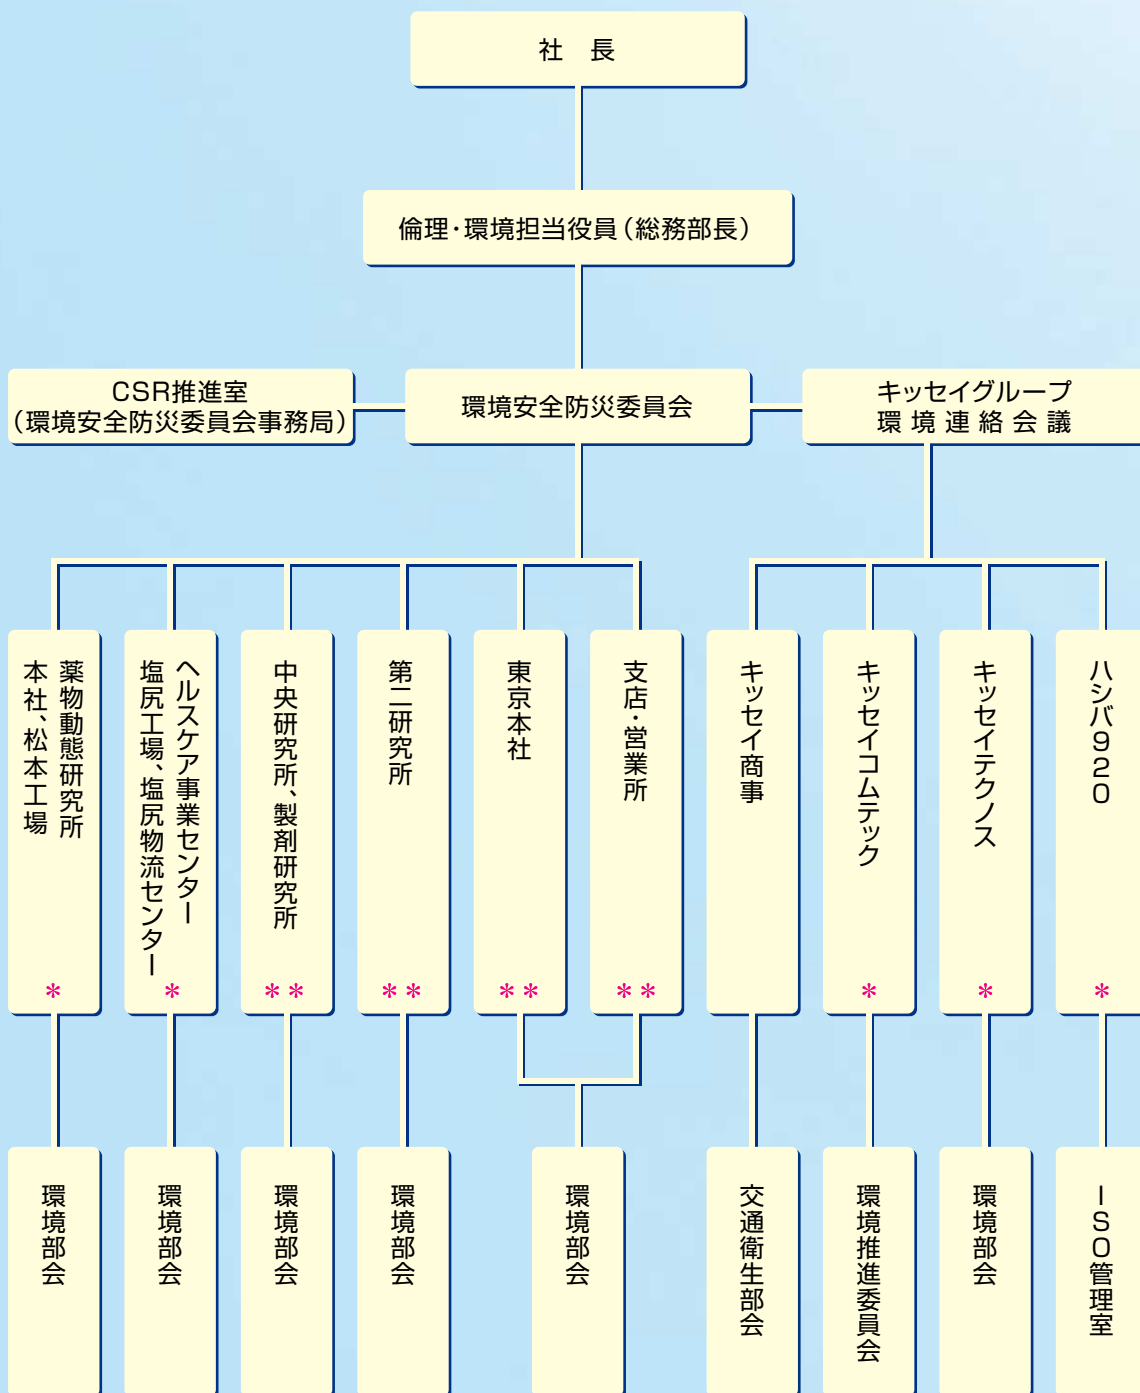 社 長
倫理・環境担当役員（総務部長）
CSR推進室
（環境安全防災委員会事務局）
環境安全防災委員会
キッセイグループ
環 境 連 絡 会 議
薬物動態研究所
本社、松本工場
＊
ヘルスケア事業センター
塩尻工場、塩尻物流センター
＊
中央研究所、製剤研究所
＊＊
第二研究所
＊＊
東京本社
＊＊
支店・営業所
＊＊
キッセイ商事
キッセイコムテック
＊
キッセイテクノス
＊
ハシバ920
＊
環境部会
環境部会
環境部会
環境部会
環境部会
交通衛生部会
環境推進委員会
環境部会
ISO管理室